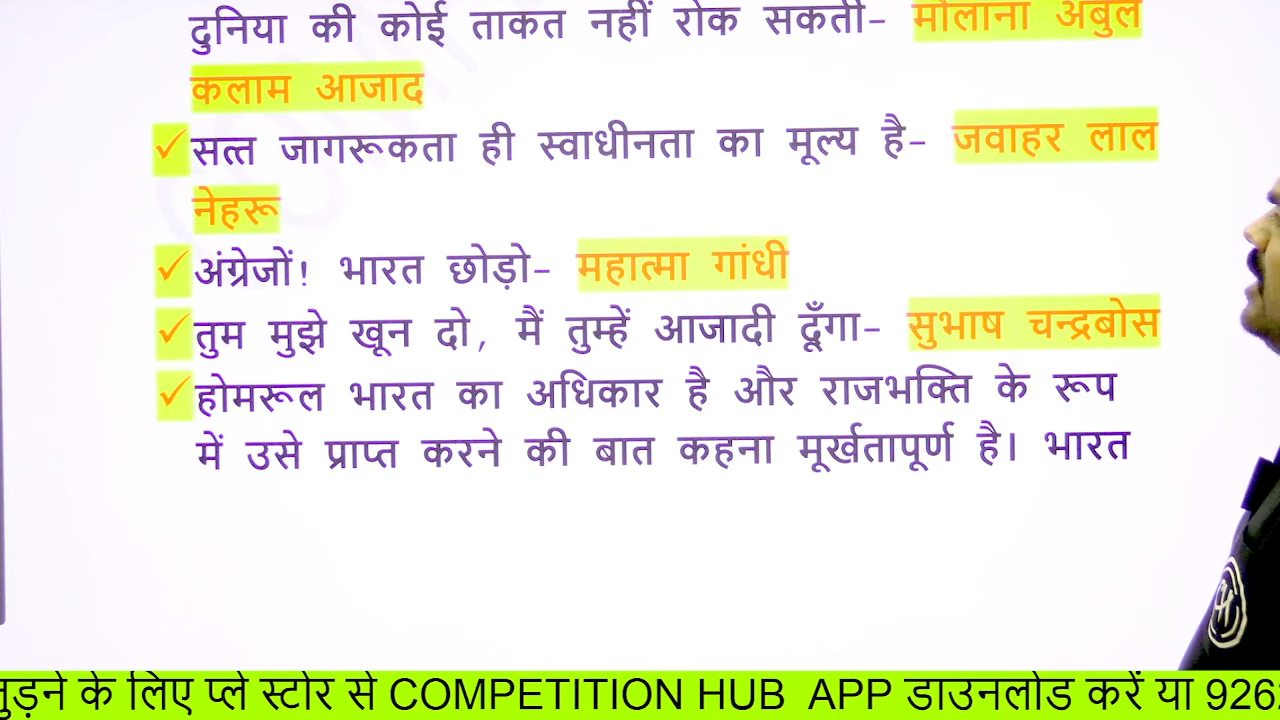 दुनिया की कोई ताकत नहीं रोक सकती- मौलाना अबुल
कलाम आजाद
✓ सत्त जागरूकता ही स्वाधीनता का मूल्य है- जवाहर लाल
नेहरू
✓ अंग्रेजों! भारत छोड़ो- महात्मा गांधी
✓ तुम मुझे खून दो, मैं तुम्हें आजादी दूँगा- सुभाष चन्द्रबोस
✓ होमरूल भारत का अधिकार है और राजभक्ति के रूप
में उसे प्राप्त करने की बात कहना मूर्खतापूर्ण है। भारत
के लिए प्ले स्टोर से COMPETITION HUB APP डाउनलोड करें या 926